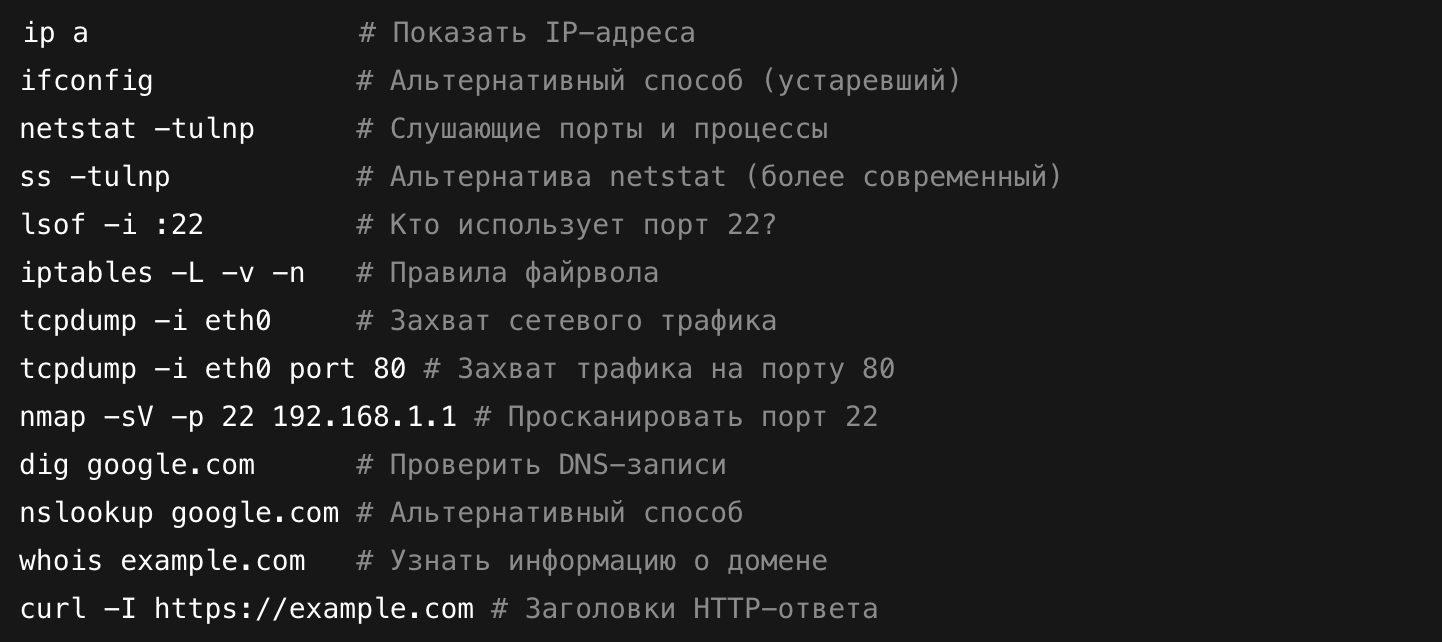 ip a                # Показать IP-адреса
ifconfig            # Альтернативный способ (устаревший)
netstat -tulnp      # Слушающие порты и процессы
ss -tulnp           # Альтернатива netstat (более современный)
lsof -i :22         # Кто использует порт 22?
iptables -L -v -n   # Правила файрвола
tcpdump -i eth0     # Захват сетевого трафика
tcpdump -i eth0 port 80 # Захват трафика на порту 80
nmap -sV -p 22 192.168.1.1 # Просканировать порт 22
dig google.com      # Проверить DNS-записи
nslookup google.com # Альтернативный способ
whois example.com   # Узнать информацию о домене
curl -I https://example.com # Заголовки HTTP-ответа